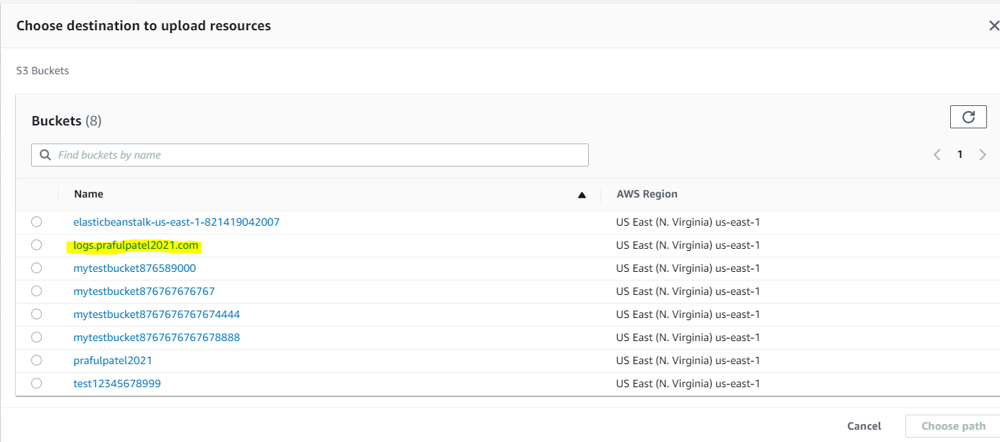 Choose destination to upload resources
S3 Buckets
Buckets (8)
Find buckets by name
1
Name AWS Region
elasticbeanstalk-us-east-1-821419042007 US East (N. Virginia) us-east-1
logs.prafulpatel2021.com US East (N. Virginia) us-east-1
mytestbucket876589000 US East (N. Virginia) us-east-1
mytestbucket876767676767 US East (N. Virginia) us-east-1
mytestbucket8767676767674444 US East (N. Virginia) us-east-1
mytestbucket8767676767678888 US East (N. Virginia) us-east-1
prafulpatel2021 US East (N. Virginia) us-east-1
test12345678999 US East (N. Virginia) us-east-1
Cancel Choose path